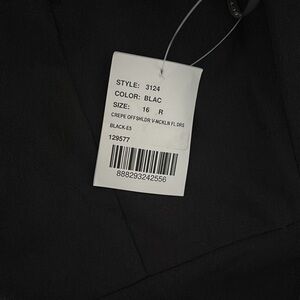 STYLE: 3124
COLOR: BLAC
SIZE: 16 R
CREPE OFFSHLDR V-NCKLN FL DRS
BLACK-E3
129577
888293242556